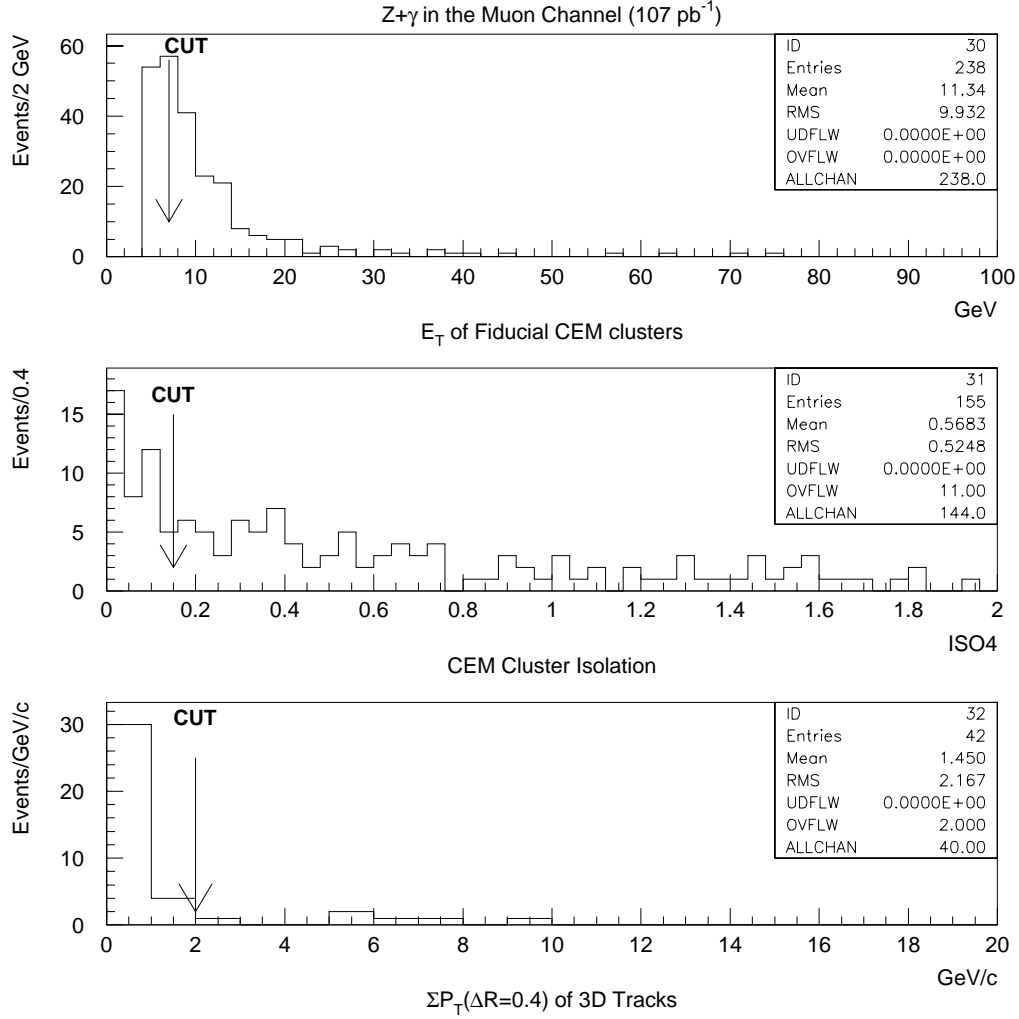 Z+γ in the Muon Channel (107 pb⁻¹)
Events/2 GeV
CUT
0
20
40
60
0 10 20 30 40 50 60 70 80 90 100
GeV
ID 30
Entries 238
Mean 11.34
RMS 9.932
UDFLW 0.0000E+00
OVFLW 0.0000E+00
ALLCHAN 238.0
E_T of Fiducial CEM clusters
Events/0.4
CUT
0
5
10
15
0 0.2 0.4 0.6 0.8 1 1.2 1.4 1.6 1.8 2
ISO4
ID 31
Entries 155
Mean 0.5683
RMS 0.5248
UDFLW 0.0000E+00
OVFLW 11.00
ALLCHAN 144.0
CEM Cluster Isolation
Events/GeV/c
CUT
0
10
20
30
0 2 4 6 8 10 12 14 16 18 20
GeV/c
ID 32
Entries 42
Mean 1.450
RMS 2.167
UDFLW 0.0000E+00
OVFLW 2.000
ALLCHAN 40.00
ΣP_T(ΔR=0.4) of 3D Tracks